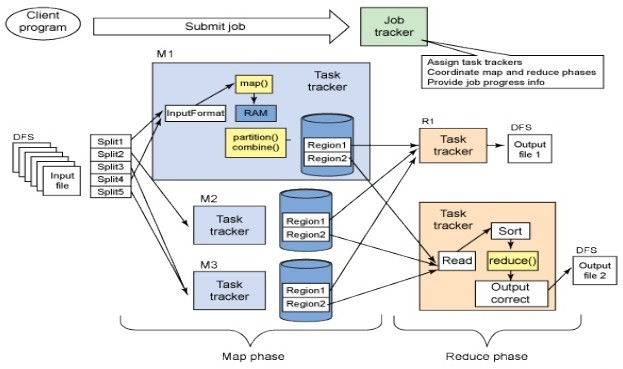 Client
program
Submit job
Job
tracker
Assign task trackers
Coordinate map and reduce phases
Provide job progress info
M1
Task
tracker
map()
InputFormat
RAM
partition()
combine()
Region1
Region2
DFS
Input
file
Split1
Split2
Split3
Split4
Split5
M2
Task
tracker
Region1
Region2
M3
Task
tracker
Region1
Region2
R1
Task
tracker
DFS
Output
file 1
Task
tracker
Sort
Read
reduce()
Output
correct
DFS
Output
file 2
Map phase
Reduce phase